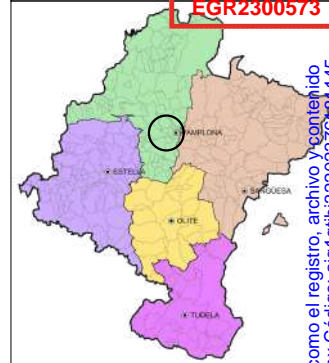 EGR2300573
PAMPLONA
ESTELLA
SANGÜESA
OLITE
TUDELA
como el registro, archivo y contenido